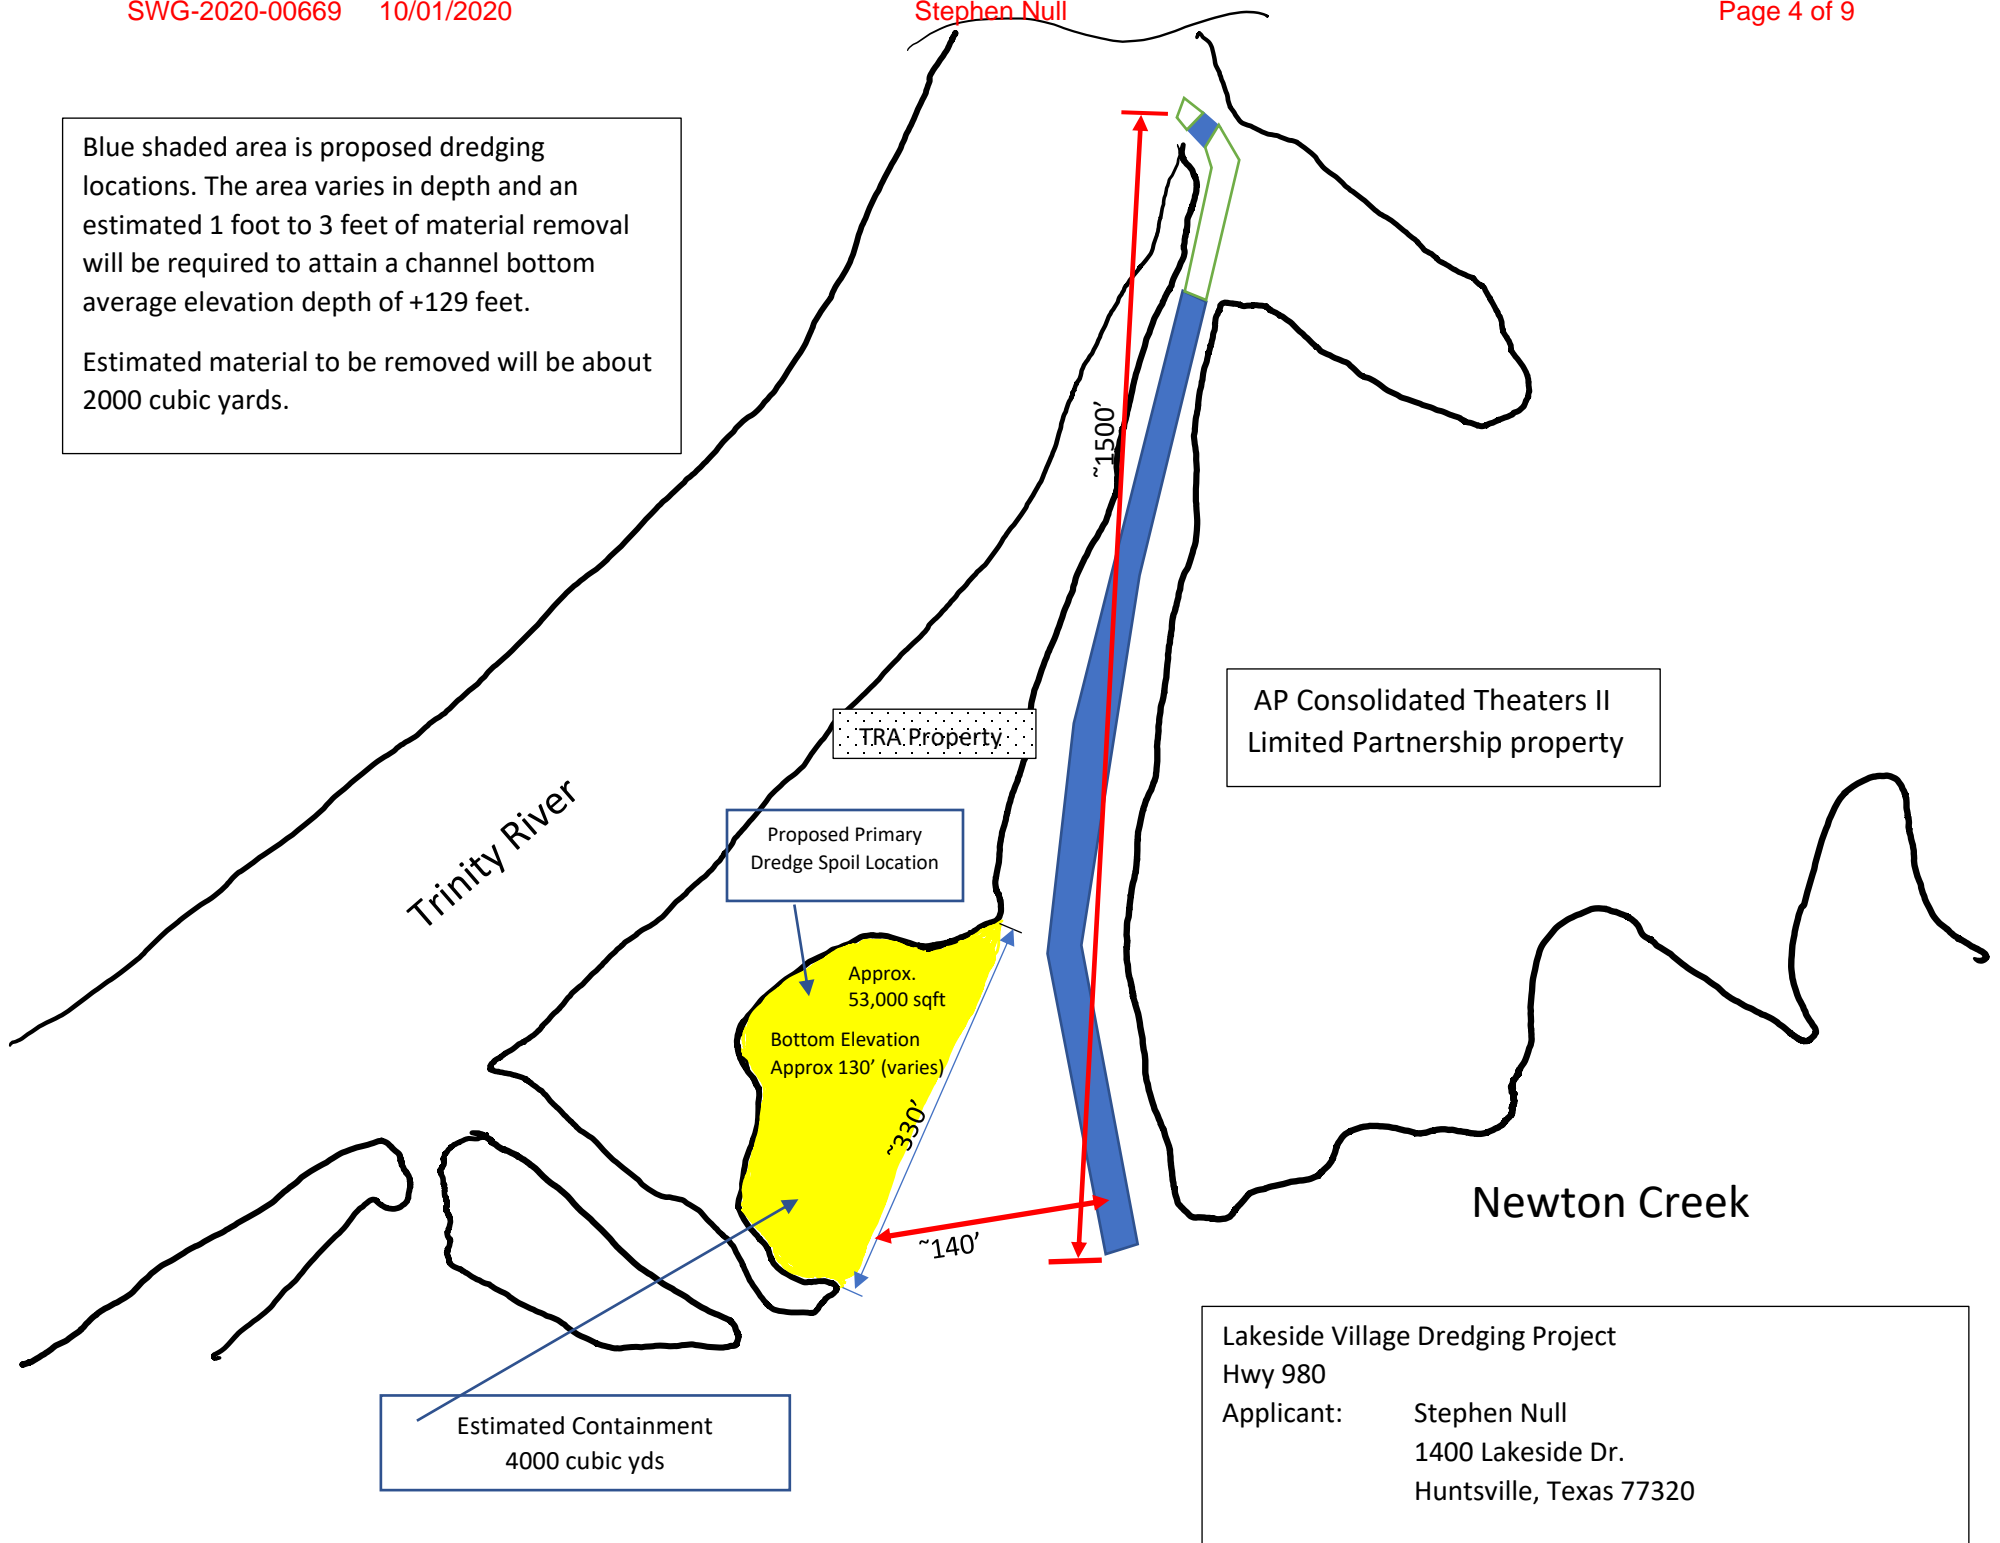 SWG-2020-00669 10/01/2020 Stephen Null Page 4 of 9
Blue shaded area is proposed dredging
locations. The area varies in depth and an
estimated 1 foot to 3 feet of material removal
will be required to attain a channel bottom
average elevation depth of +129 feet.
Estimated material to be removed will be about
2000 cubic yards.
~1500’
AP Consolidated Theaters II
Limited Partnership property
TRA Property
Trinity River
Proposed Primary
Dredge Spoil Location
Approx.
53,000 sqft
Bottom Elevation
Approx 130’ (varies)
~330’
~140’
Newton Creek
Estimated Containment
4000 cubic yds
Lakeside Village Dredging Project
Hwy 980
Applicant: Stephen Null
1400 Lakeside Dr.
Huntsville, Texas 77320